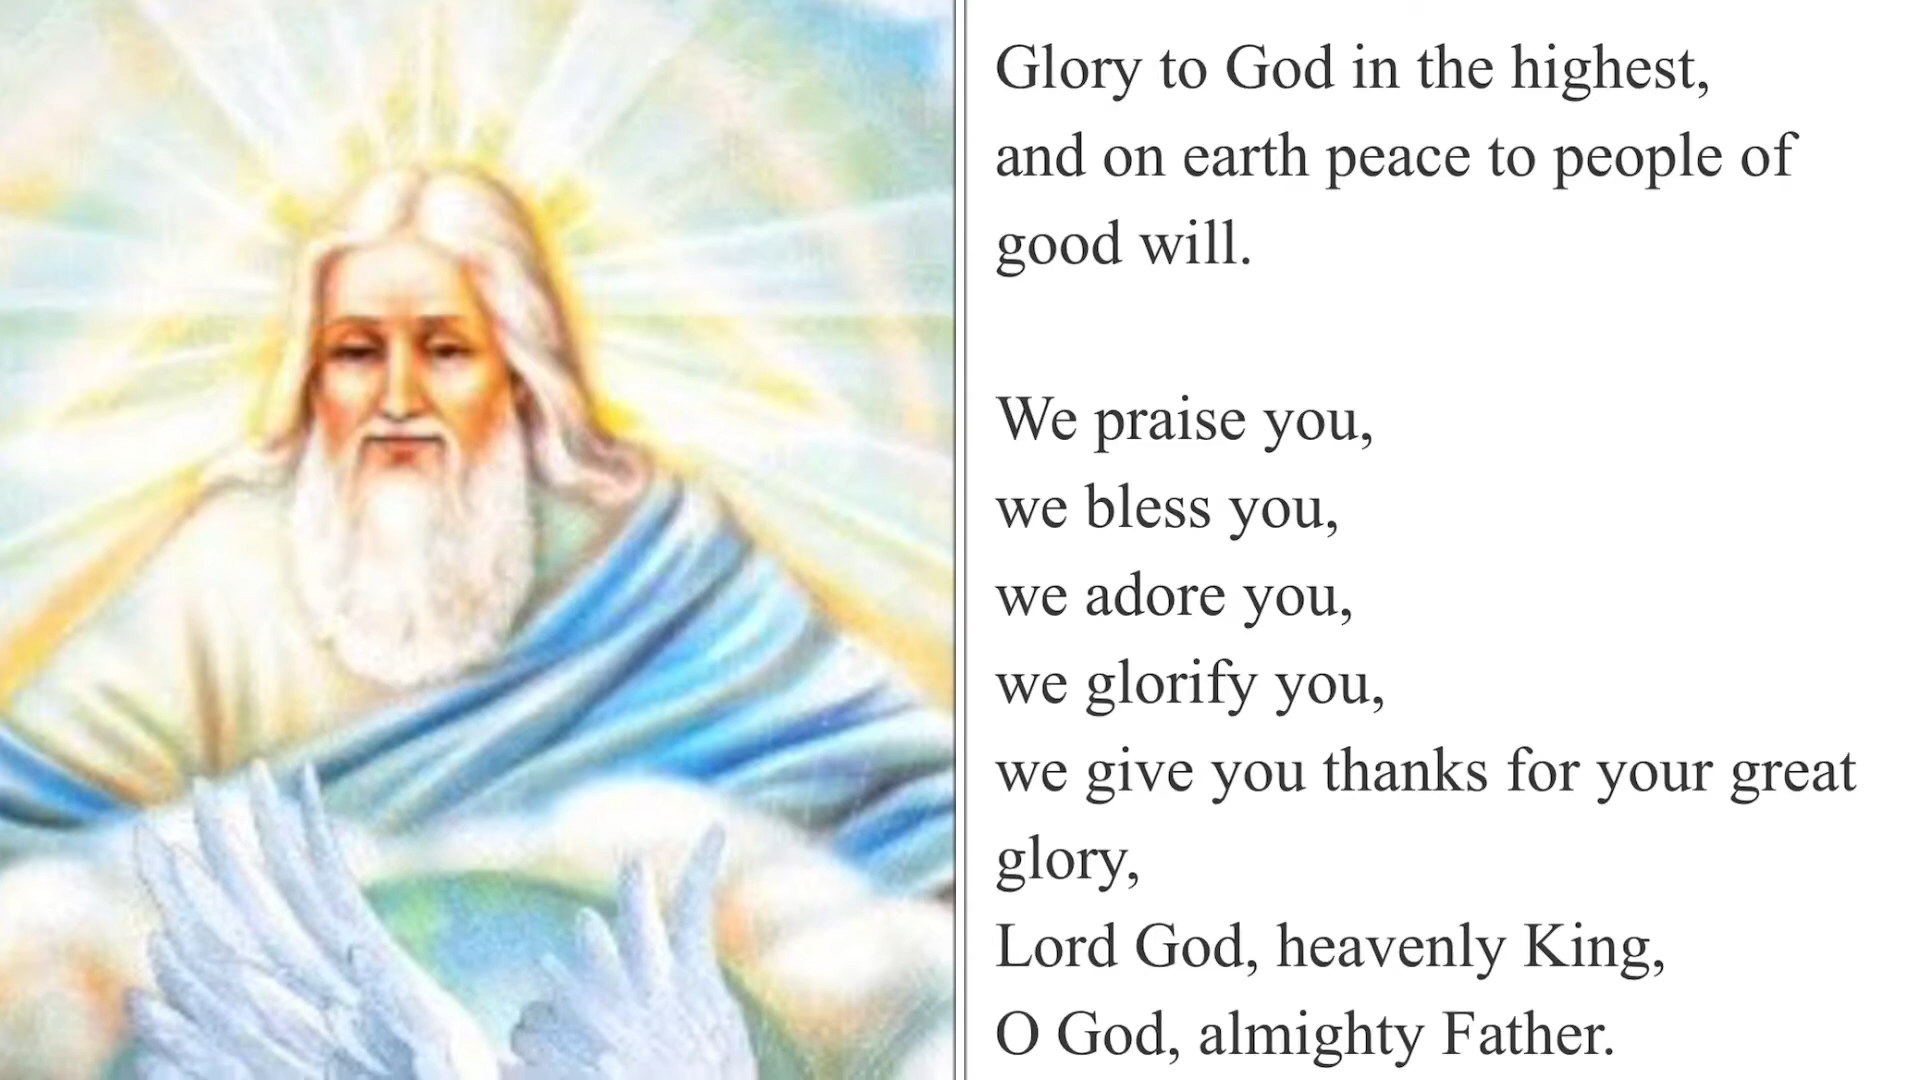 Glory to God in the highest,
and on earth peace to people of
good will.
We praise you,
we bless you,
we adore you,
we glorify you,
we give you thanks for your great
glory,
Lord God, heavenly King,
O God, almighty Father.